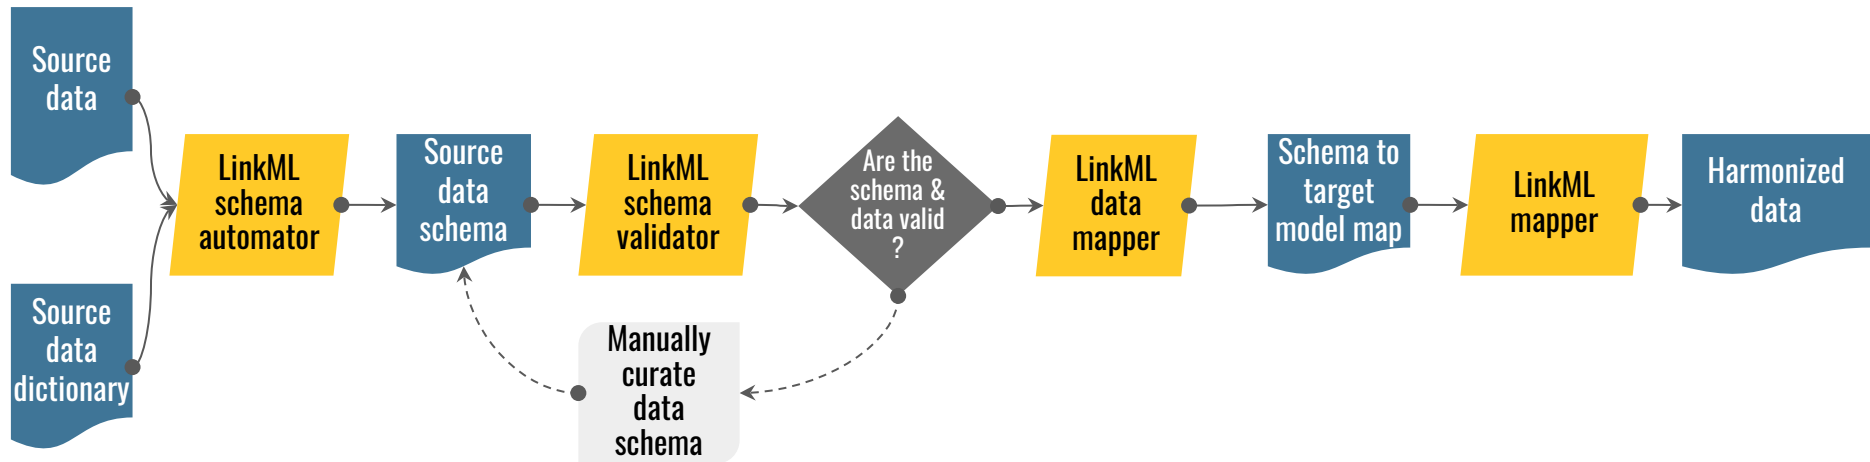 Source
data
Source
data
dictionary
LinkML
schema
automator
Source
data
schema
LinkML
schema
validator
Are the
schema &
data valid
?
Manually
curate
data
schema
LinkML
data
mapper
Schema to
target
model map
LinkML
mapper
Harmonized
data